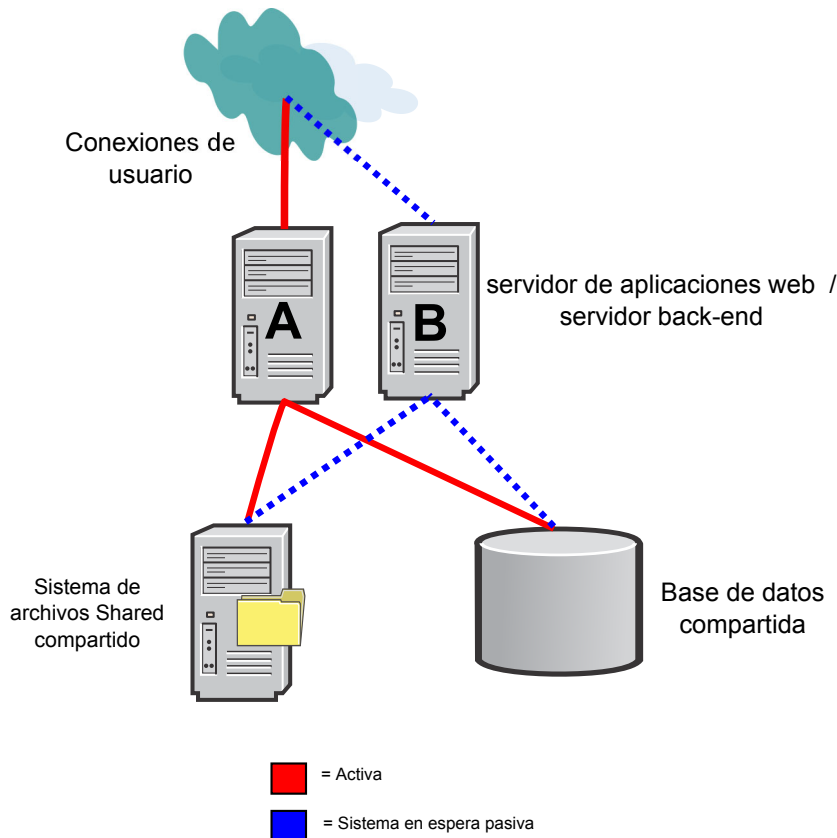 Conexiones de
usuario
A
B
servidor de aplicaciones web /
servidor back-end
Sistema de
archivos Shared
compartido
Base de datos
compartida
= Activa
= Sistema en espera pasiva